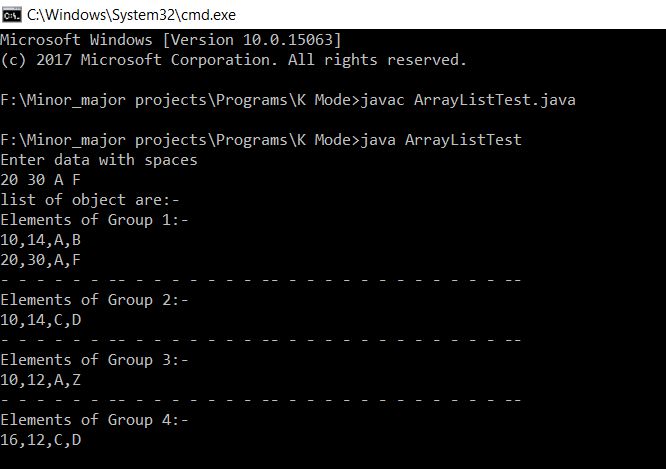 C:\Windows\System32\cmd.exe
Microsoft Windows [Version 10.0.15063]
(c) 2017 Microsoft Corporation. All rights reserved.
F:\Minor_major projects\Programs\K Mode>javac ArrayListTest.java
F:\Minor_major projects\Programs\K Mode>java ArrayListTest
Enter data with spaces
20 30 A F
list of object are:-
Elements of Group 1:-
10,14,A,B
20,30,A,F
- - - - - - -- - - - - - - -- - - - - - - - - - - - - --
Elements of Group 2:-
10,14,C,D
- - - - - - -- - - - - - - -- - - - - - - - - - - - - --
Elements of Group 3:-
10,12,A,Z
- - - - - - -- - - - - - - -- - - - - - - - - - - - - --
Elements of Group 4:-
16,12,C,D